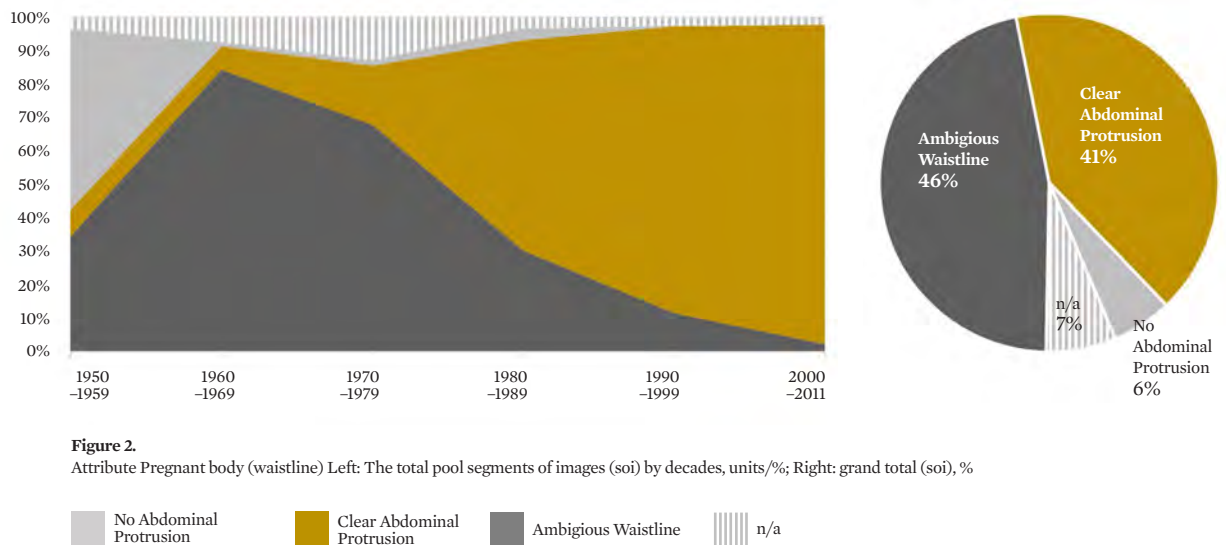 100%
90%
80%
70%
60%
50%
40%
30%
20%
10%
0%
1950
–1959
1960
–1969
1970
–1979
1980
–1989
1990
–1999
2000
–2011
Ambigious
Waistline
46%
Clear
Abdominal
Protrusion
41%
n/a
7%
No
Abdominal
Protrusion
6%
Figure 2.
Attribute Pregnant body (waistline) Left: The total pool segments of images (soi) by decades, units/%; Right: grand total (soi), %
No Abdominal
Protrusion
Clear Abdominal
Protrusion
Ambigious Waistline
n/a